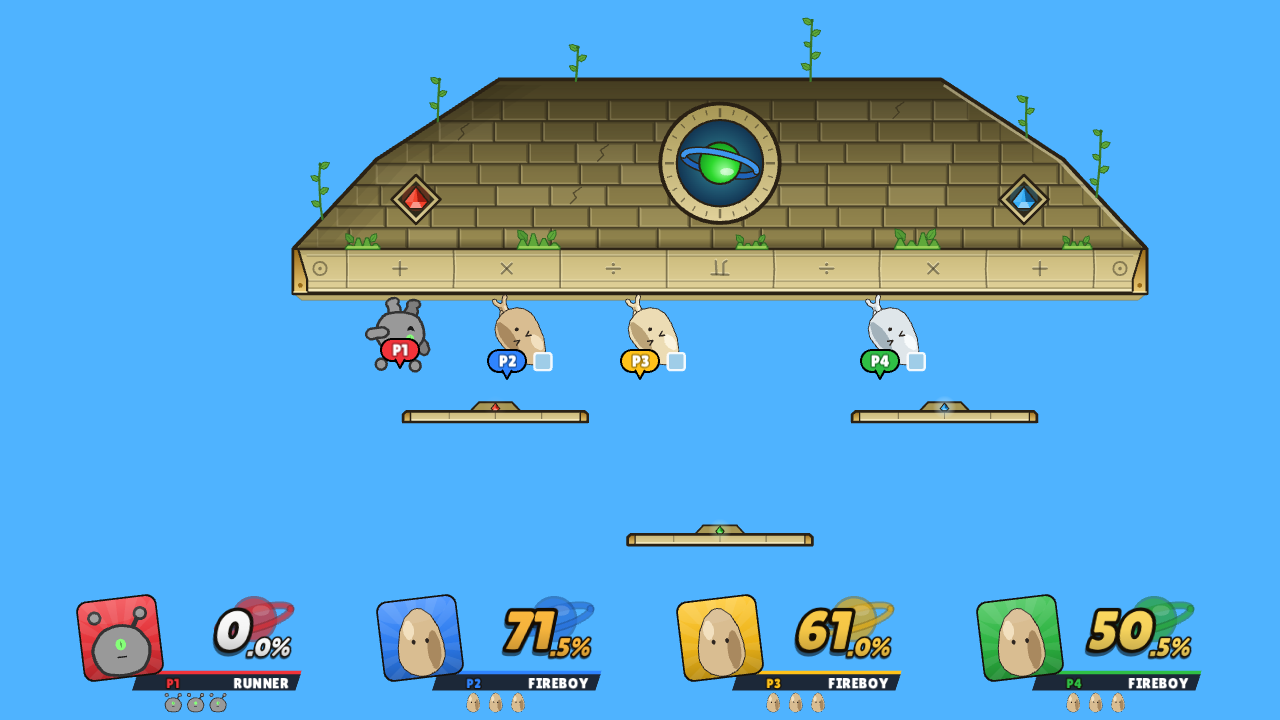 P1
P2
P3
P4
0.0%
P1 RUNNER
71.5%
P2 FIREBOY
61.0%
P3 FIREBOY
50.5%
P4 FIREBOY